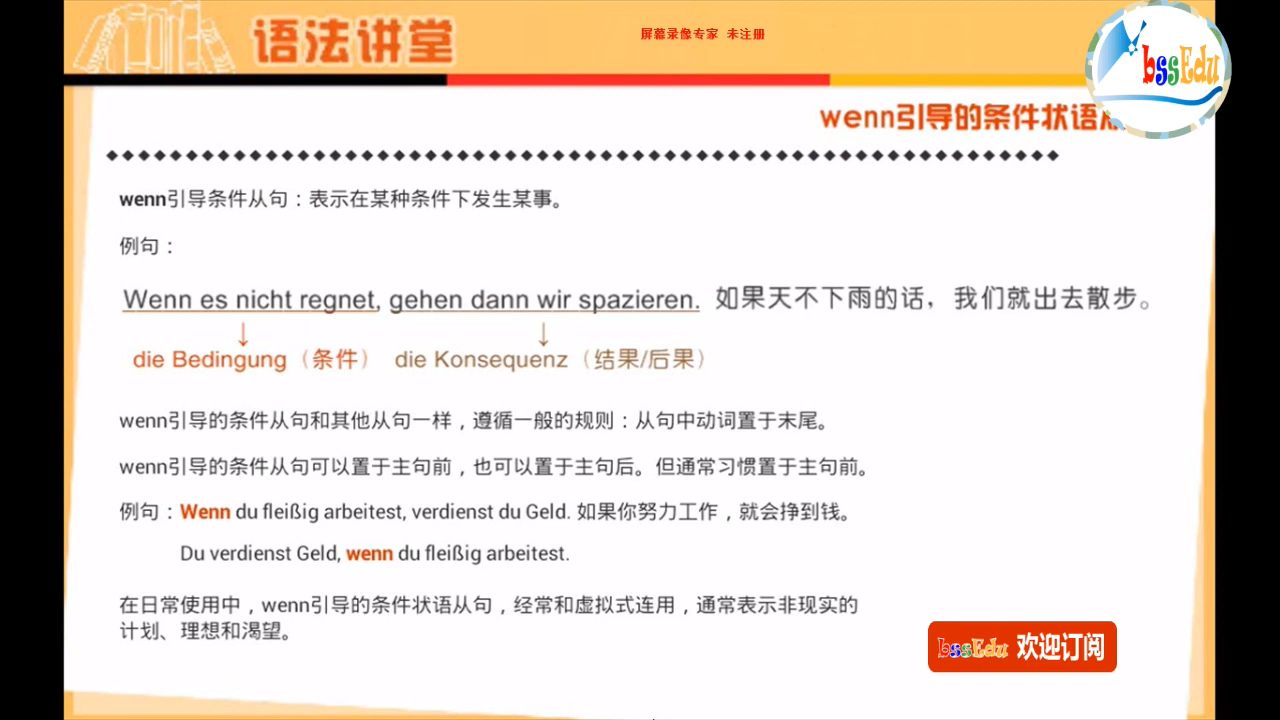 语法讲堂
屏幕录像专家 未注册
bssEdu
wenn引导的条件状语从
wenn引导条件从句：表示在某种条件下发生某事。
例句：
Wenn es nicht regnet, gehen dann wir spazieren. 如果天不下雨的话，我们就出去散步。
die Bedingung（条件） die Konsequenz（结果/后果）
wenn引导的条件从句和其他从句一样，遵循一般的规则：从句中动词置于末尾。
wenn引导的条件从句可以置于主句前，也可以置于主句后。但通常习惯置于主句前。
例句：Wenn du fleißig arbeitest, verdienst du Geld. 如果你努力工作，就会挣到钱。
Du verdienst Geld, wenn du fleißig arbeitest.
在日常使用中，wenn引导的条件状语从句，经常和虚拟式连用，通常表示非现实的
计划、理想和渴望。
bssEdu 欢迎订阅